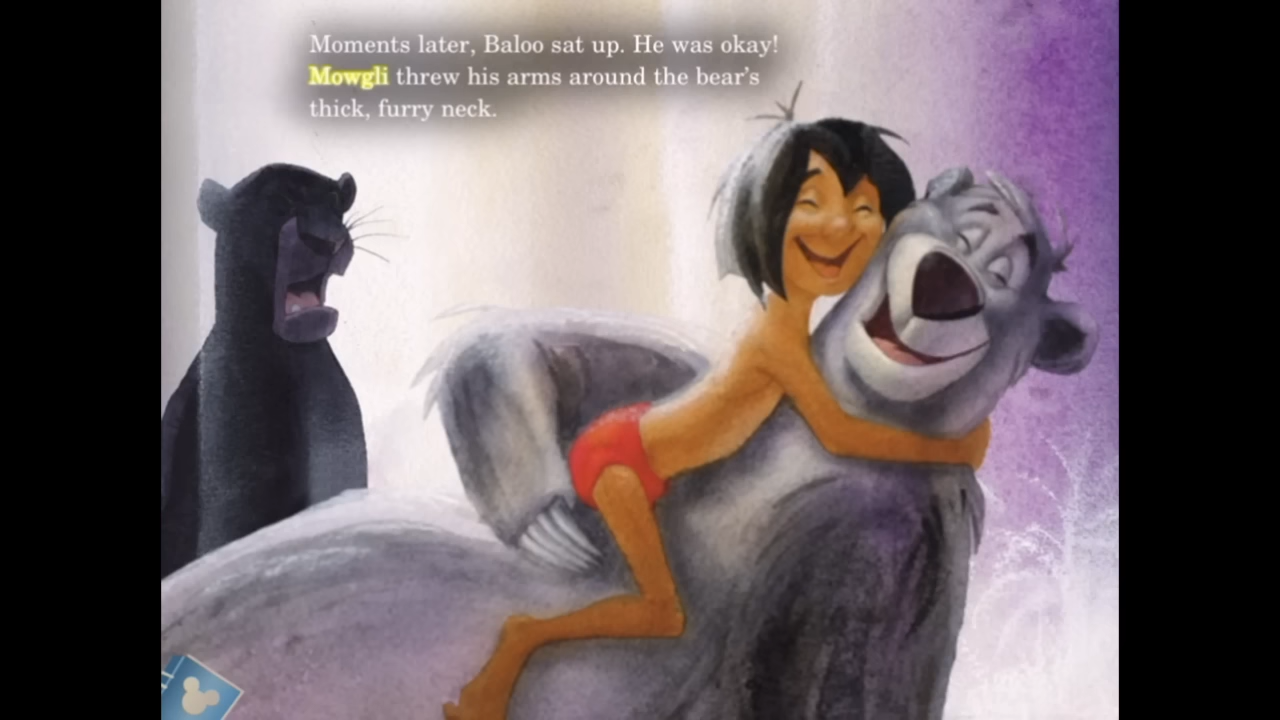 Moments later, Baloo sat up. He was okay!
Mowgli threw his arms around the bear's
thick, furry neck.